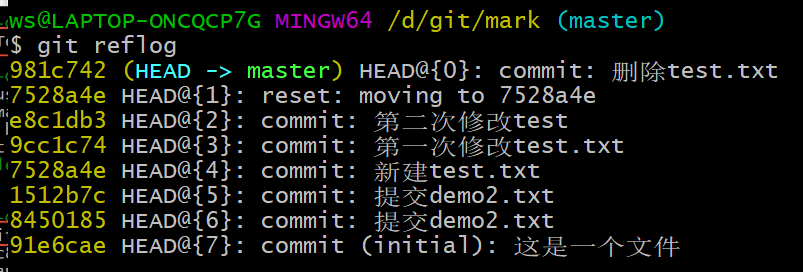 ws@LAPTOP-ONCQCP7G MINGW64 /d/git/mark (master)
$ git reflog
981c742 (HEAD -> master) HEAD@{0}: commit: 删除test.txt
7528a4e HEAD@{1}: reset: moving to 7528a4e
e8c1db3 HEAD@{2}: commit: 第二次修改test
9cc1c74 HEAD@{3}: commit: 第一次修改test.txt
7528a4e HEAD@{4}: commit: 新建test.txt
1512b7c HEAD@{5}: commit: 提交demo2.txt
8450185 HEAD@{6}: commit: 提交demo2.txt
91e6cae HEAD@{7}: commit (initial): 这是一个文件